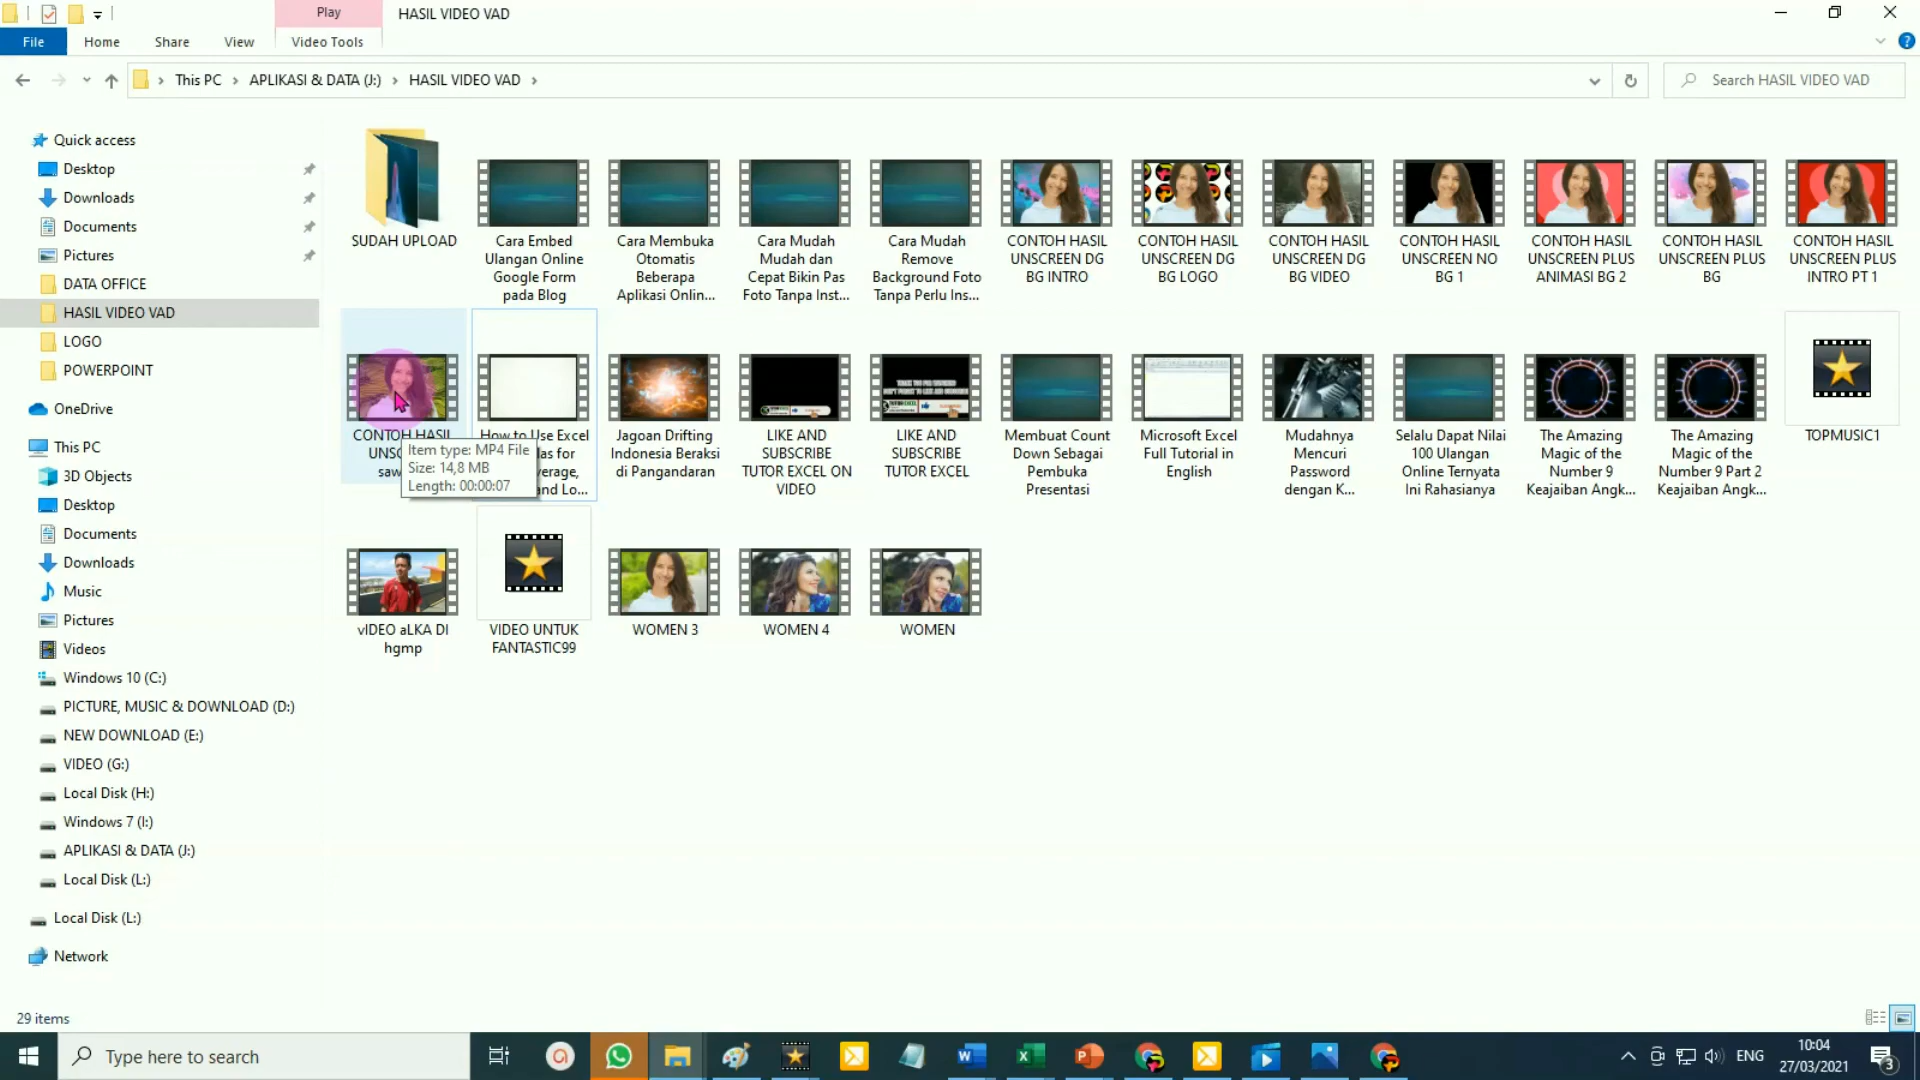 Play
HASIL VIDEO VAD
File
Home
Share
View
Video Tools
This PC
APLIKASI & DATA (J:)
HASIL VIDEO VAD
Search HASIL VIDEO VAD
Quick access
Desktop
Downloads
Documents
Pictures
DATA OFFICE
HASIL VIDEO VAD
LOGO
POWERPOINT
OneDrive
This PC
3D Objects
Desktop
Documents
Downloads
Music
Pictures
Videos
Windows 10 (C:)
PICTURE, MUSIC & DOWNLOAD (D:)
NEW DOWNLOAD (E:)
VIDEO (G:)
Local Disk (H:)
Windows 7 (I:)
APLIKASI & DATA (J:)
Local Disk (L:)
Local Disk (L:)
Network
SUDAH UPLOAD
Cara Embed
Ulangan Online
Google Form
pada Blog
Cara Membuka
Otomatis
Beberapa
Aplikasi Onlin...
Cara Mudah
Mudah dan
Cepat Bikin Pas
Foto Tanpa Inst...
Cara Mudah
Remove
Background Foto
Tanpa Perlu Ins...
CONTOH HASIL
UNSCREEN DG
BG INTRO
CONTOH HASIL
UNSCREEN DG
BG LOGO
CONTOH HASIL
UNSCREEN DG
BG VIDEO
CONTOH HASIL
UNSCREEN NO
BG 1
CONTOH HASIL
UNSCREEN PLUS
ANIMASI BG 2
CONTOH HASIL
UNSCREEN PLUS
BG
CONTOH HASIL
UNSCREEN PLUS
INTRO PT 1
CONTOH HASIL
Item type: MP4 File
Size: 14,8 MB
Length: 00:00:07
How to Use Excel
for
and Lo...
Jagoan Drifting
Indonesia Beraksi
di Pangandaran
LIKE AND
SUBSCRIBE
TUTOR EXCEL ON
VIDEO
LIKE AND
SUBSCRIBE
TUTOR EXCEL
Membuat Count
Down Sebagai
Pembuka
Presentasi
Microsoft Excel
Full Tutorial in
English
Mudahnya
Mencuri
Password
dengan K...
Selalu Dapat Nilai
100 Ulangan
Online Ternyata
Ini Rahasianya
The Amazing
Magic of the
Number 9
Keajaiban Angk...
The Amazing
Magic of the
Number 9 Part 2
Keajaiban Angk...
TOPMUSIC1
vIDEO aLKA DI
hgmp
VIDEO UNTUK
FANTASTIC99
WOMEN 3
WOMEN 4
WOMEN
29 items
Type here to search
ENG
10:04
27/03/2021
3